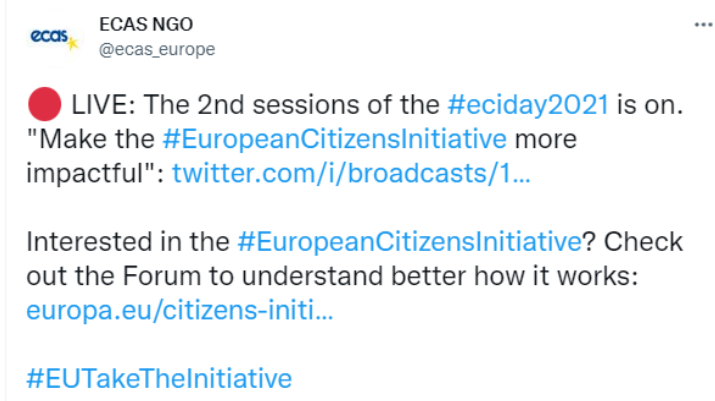 ecas
ECAS NGO
@ecas_europe
🔴 LIVE: The 2nd sessions of the #eciday2021 is on.
"Make the #EuropeanCitizensInitiative more
impactful": twitter.com/i/broadcasts/1...
Interested in the #EuropeanCitizensInitiative? Check
out the Forum to understand better how it works:
europa.eu/citizens-initi...
#EUTakeTheInitiative